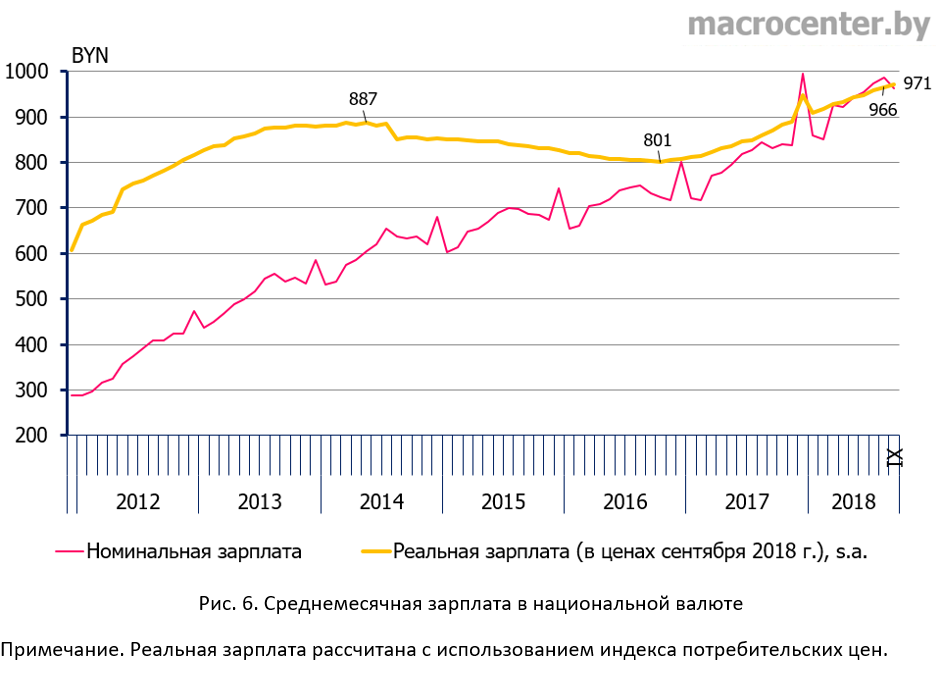 macrocenter.by
BYN
1000
900
800
700
600
500
400
300
200
887
801
971
966
IX
2012 2013 2014 2015 2016 2017 2018
Номинальная зарплата Реальная зарплата (в ценах сентября 2018 г.), s.a.
Рис. 6. Среднемесячная зарплата в национальной валюте
Примечание. Реальная зарплата рассчитана с использованием индекса потребительских цен.